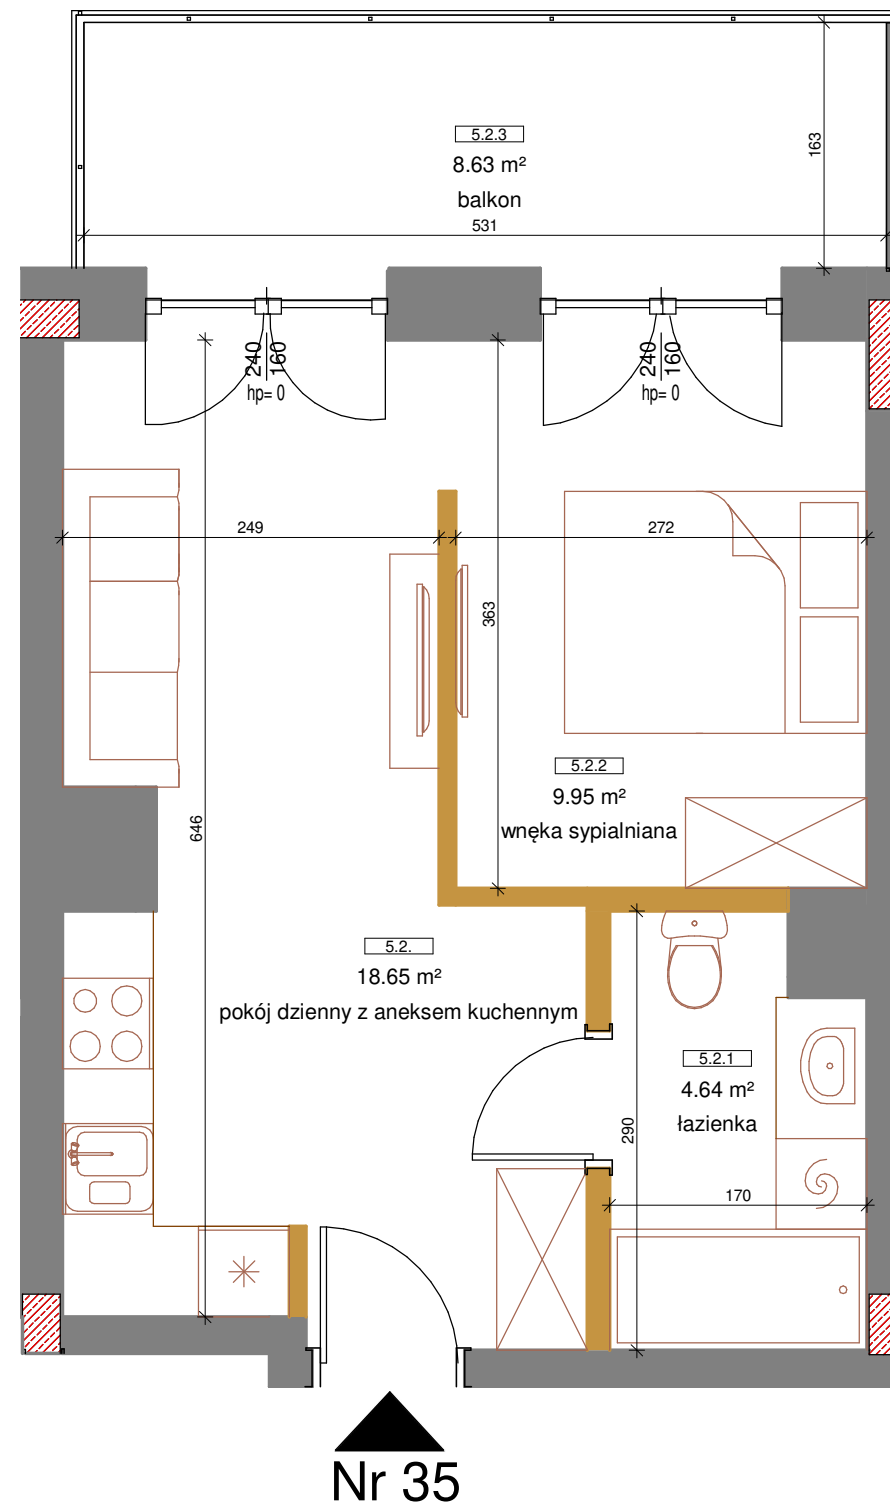 5.2.3
8.63 m²
balkon
531
163
240
160
hp= 0
240
160
hp= 0
249
272
363
646
5.2.2
9.95 m²
wnęka sypialniana
5.2.
18.65 m²
pokój dzienny z aneksem kuchennym
5.2.1
4.64 m²
łazienka
290
170
Nr 35